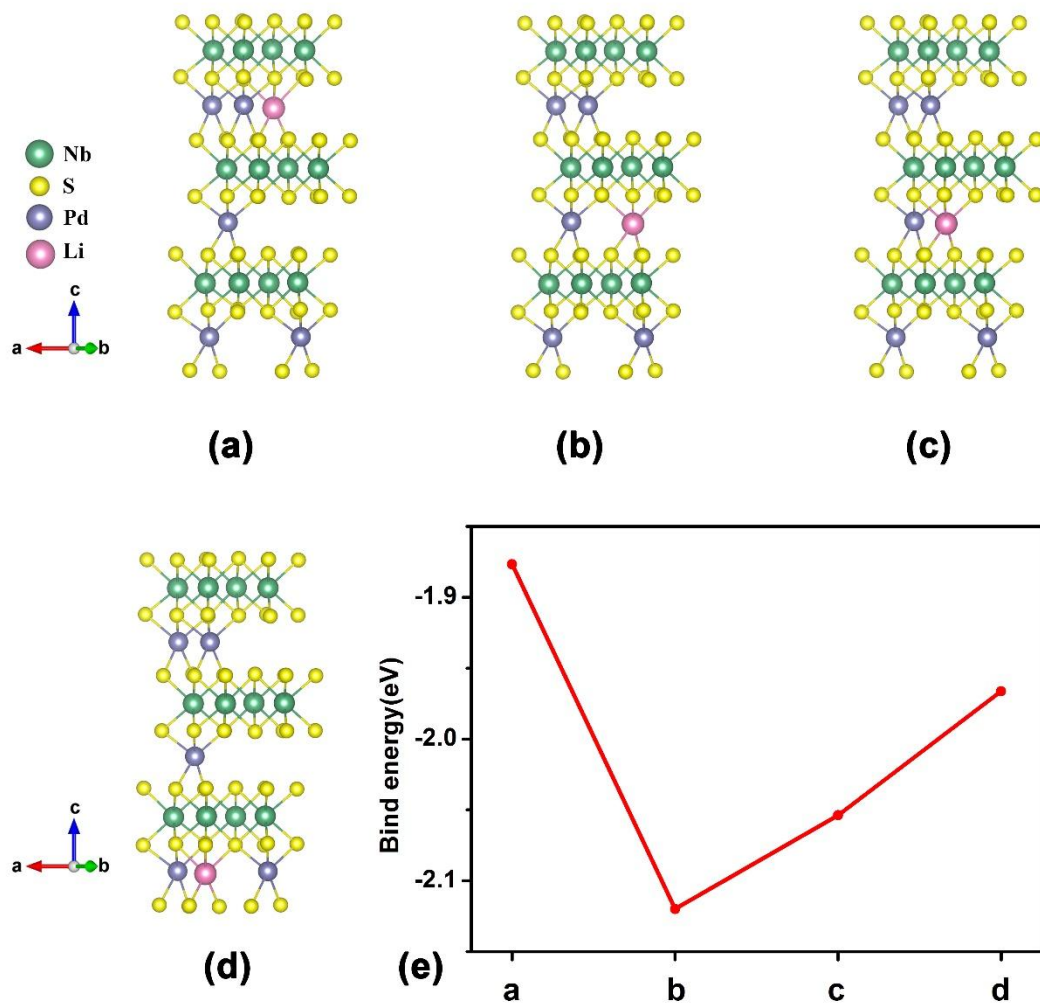 Nb
S
Pd
Li
c
a b
(a) (b) (c)
c
a b
(d)
(e)
Bind energy(eV)
-1.9
-2.0
-2.1
a b c d